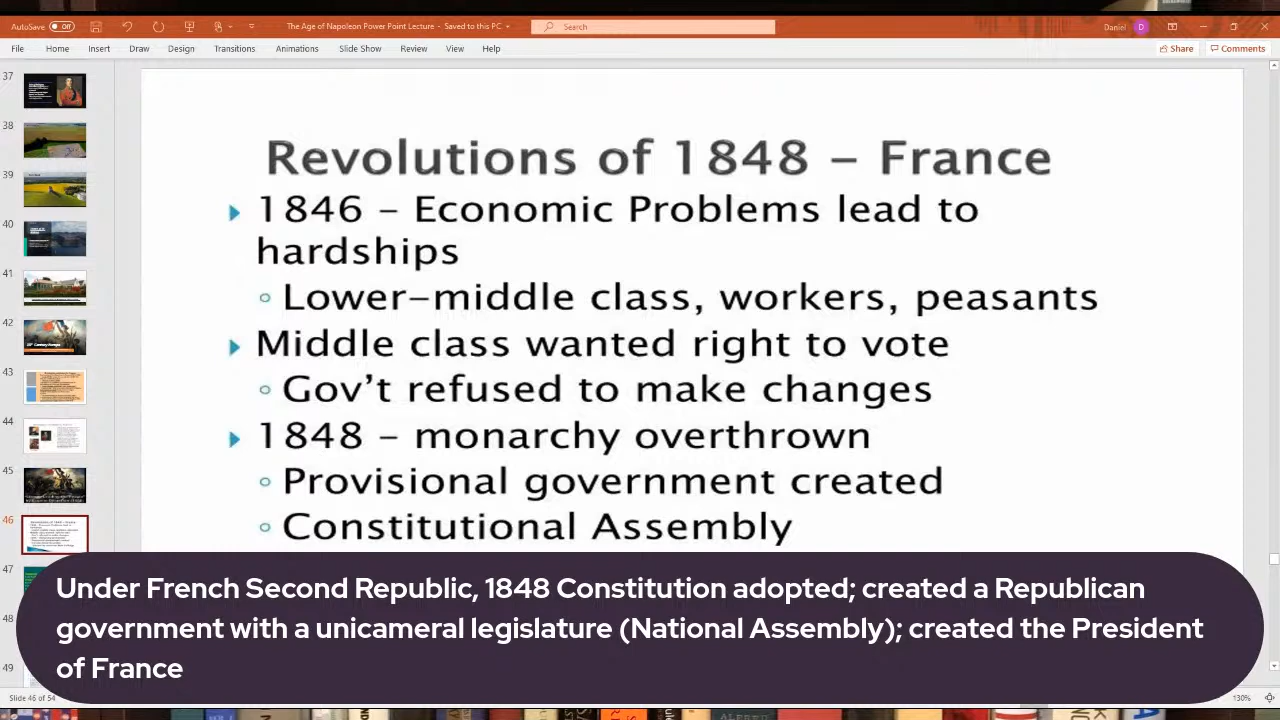 AutoSave Off The Age of Napoleon Power Point Lecture - Saved to this PC Search Daniel D
File Home Insert Draw Design Transitions Animations Slide Show Review View Help Share Comments
37
38
39
40
41
42
43
44
45
46
47
48
49
Revolutions of 1848 – France
1846 – Economic Problems lead to
hardships
Lower-middle class, workers, peasants
Middle class wanted right to vote
Gov't refused to make changes
1848 – monarchy overthrown
Provisional government created
Constitutional Assembly
Under French Second Republic, 1848 Constitution adopted; created a Republican
government with a unicameral legislature (National Assembly); created the President
of France
Slide 46 of 54
130%